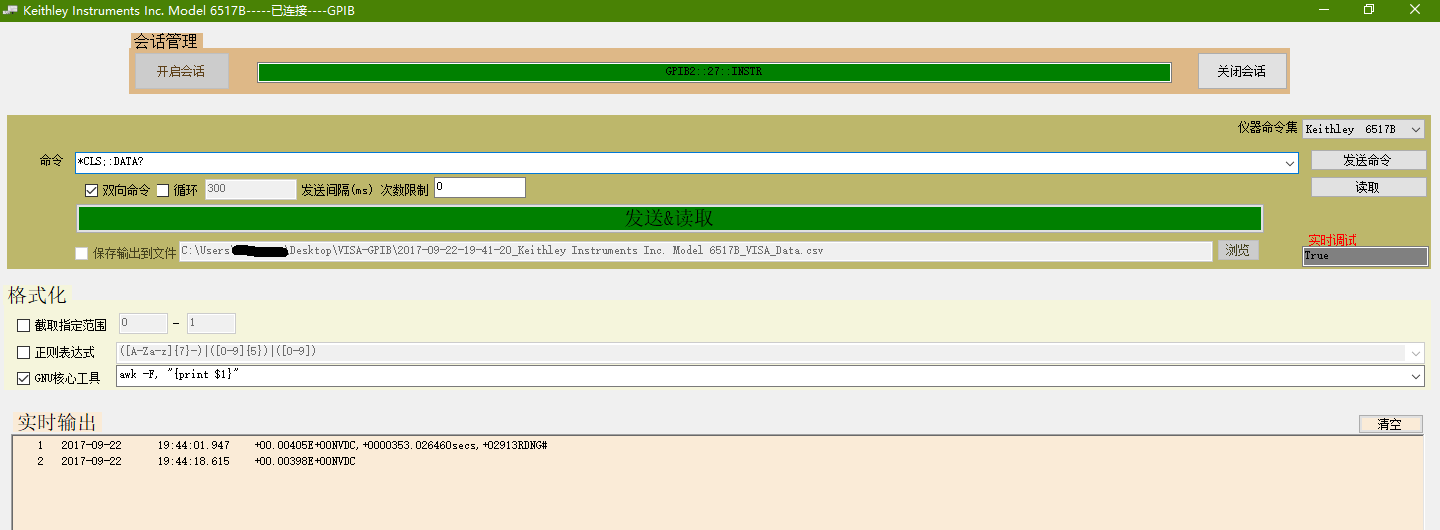 Keithley Instruments Inc. Model 6517B-----已连接----GPIB
会话管理
开启会话 GPIB2::27::INSTR 关闭会话
仪器命令集 Keithley 6517B
命令 *CLS;:DATA? 发送命令
双向命令 循环 300 发送间隔(ms) 次数限制 0 读取
发送&读取
保存输出到文件 C:\Users\ \Desktop\VISA-GPIB\2017-09-22-19-41-20_Keithley Instruments Inc. Model 6517B_VISA_Data.csv 浏览
实时调试
True
格式化
截取指定范围 0 - 1
正则表达式 ([A-Za-z]{7}-)|([0-9]{5})|([0-9])
GNU核心工具 awk -F, "{print $1}"
实时输出 清空
1 2017-09-22 19:44:01.947 +00.00405E+00NVDC,+0000353.026460secs,+02913RDNG#
2 2017-09-22 19:44:18.615 +00.00398E+00NVDC